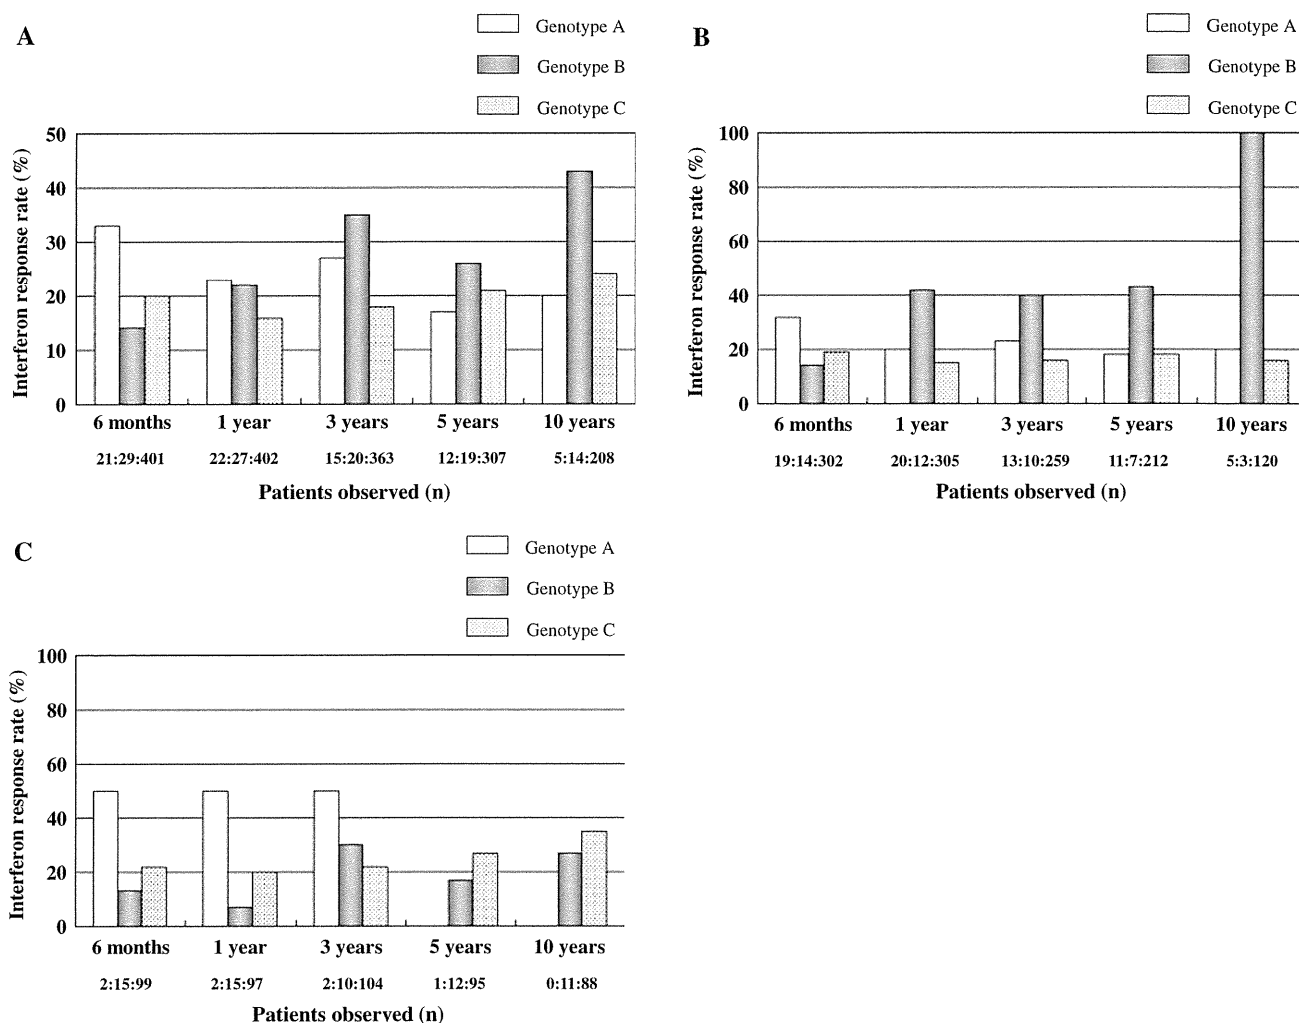 A
Genotype A
Genotype B
Genotype C
Interferon response rate (%)
50
40
30
20
10
0
6 months 1 year 3 years 5 years 10 years
21:29:401 22:27:402 15:20:363 12:19:307 5:14:208
Patients observed (n)
B
Genotype A
Genotype B
Genotype C
Interferon response rate (%)
100
80
60
40
20
0
6 months 1 year 3 years 5 years 10 years
19:14:302 20:12:305 13:10:259 11:7:212 5:3:120
Patients observed (n)
C
Genotype A
Genotype B
Genotype C
Interferon response rate (%)
100
80
60
40
20
0
6 months 1 year 3 years 5 years 10 years
2:15:99 2:15:97 2:10:104 1:12:95 0:11:88
Patients observed (n)